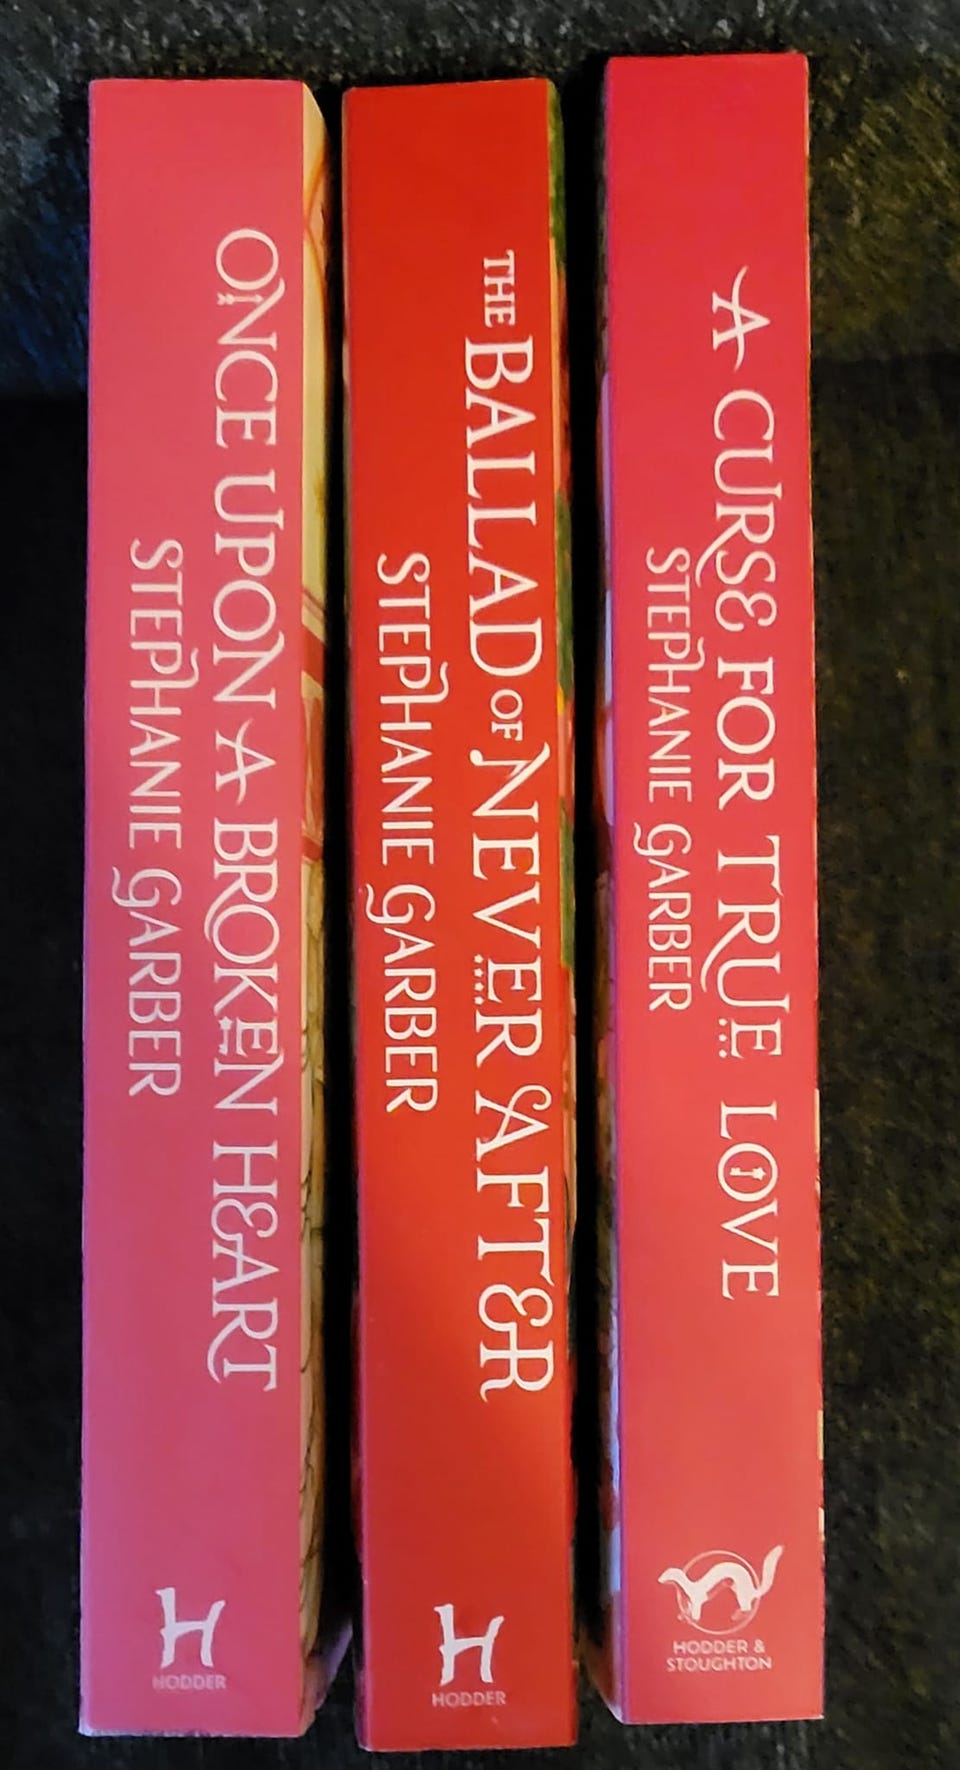 ONCE UPON A BROKEN HEART
STEPHANIE GARBER
H
HODDER
THE BALLAD OF NEVER AFTER
STEPHANIE GARBER
H
HODDER
A CURSE FOR TRUE LOVE
STEPHANIE GARBER
HODDER &
STOUGHTON